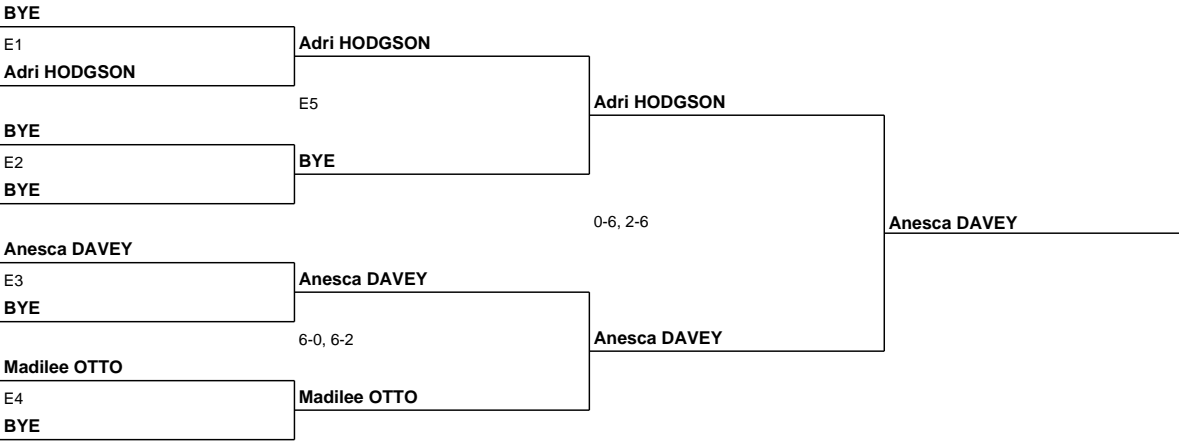 BYE
E1
Adri HODGSON
Adri HODGSON
E5
Adri HODGSON
BYE
E2
BYE
BYE
0-6, 2-6
Anesca DAVEY
Anesca DAVEY
E3
Anesca DAVEY
BYE
6-0, 6-2
Anesca DAVEY
Madilee OTTO
E4
Madilee OTTO
BYE